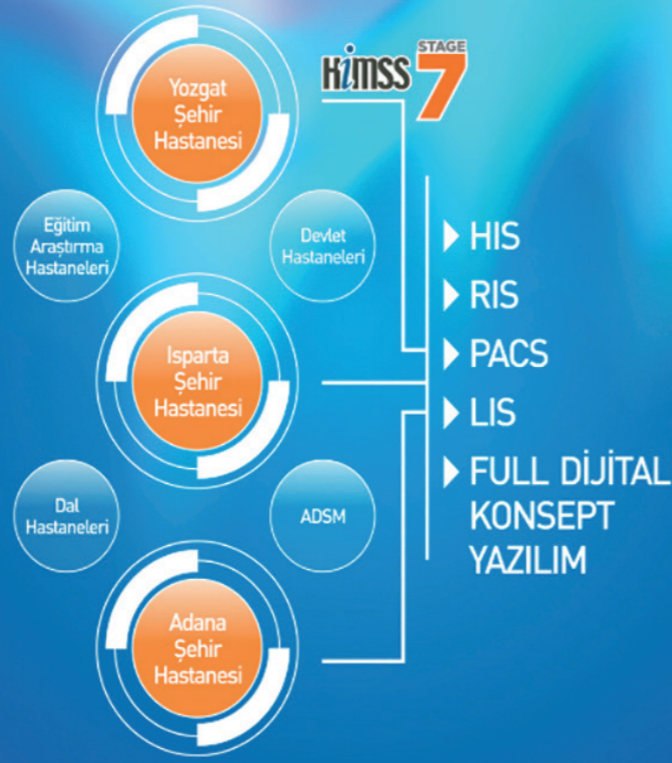 Yozgat
Şehir
Hastanesi
HiMSS
STAGE
7
Eğitim
Araştırma
Hastaneleri
Devlet
Hastaneleri
Isparta
Şehir
Hastanesi
Dal
Hastaneleri
ADSM
Adana
Şehir
Hastanesi
HIS
RIS
PACS
LIS
FULL DİJİTAL
KONSEPT
YAZILIM